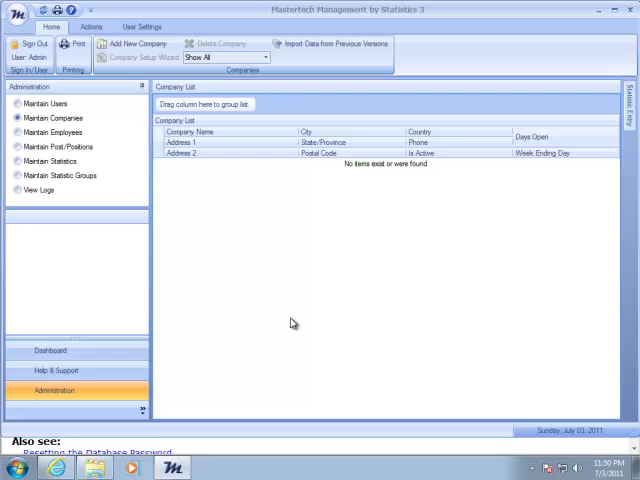 Mastertech Management by Statistics 3
Home Actions User Settings
Sign Out Print Add New Company Delete Company Import Data from Previous Versions
User: Admin Company Setup Wizard Show All
Sign In/User Printing Companies
Administration
Maintain Users
Maintain Companies
Maintain Employees
Maintain Post/Positions
Maintain Statistics
Maintain Statistic Groups
View Logs
Dashboard
Help & Support
Administration
Company List
Drag column here to group list.
Company List
Company Name City Country Days Open
Address 1 State/Province Phone
Address 2 Postal Code Is Active Week Ending Day
No items exist or were found
Statistic Entry
Sunday, July 03, 2011
Also see:
Resetting the Database Password
11:50 PM
7/3/2011